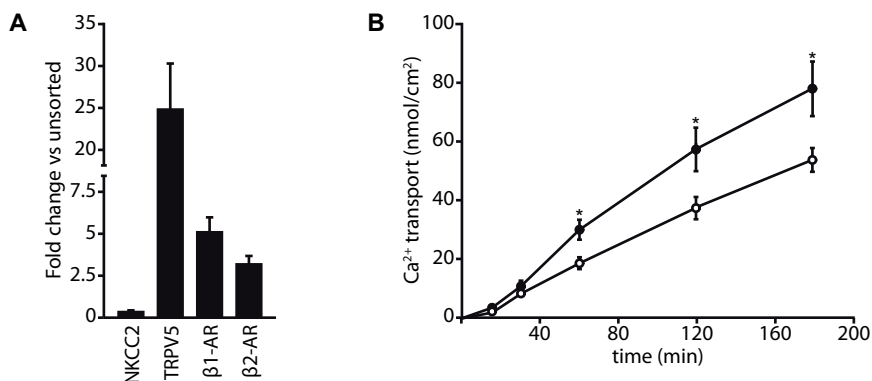 A
Fold change vs unsorted
35
30
25
20
7.5
5
2.5
0
NKCC2
TRPV5
β1-AR
β2-AR
B
Ca²⁺ transport (nmol/cm²)
100
80
60
40
20
0
*
*
*
40 80 120 160 200
time (min)